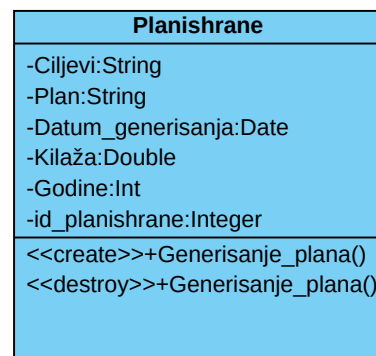 Planishrane
-Ciljevi:String
-Plan:String
-Datum_generisanja:Date
-Kilaža:Double
-Godine:Int
-id_planishrane:Integer
<<create>>+Generisanje_plana()
<<destroy>>+Generisanje_plana()